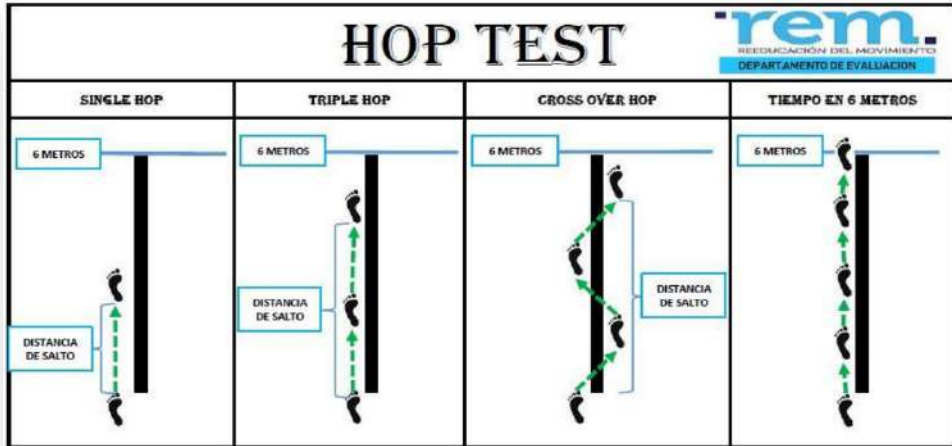 HOP TEST
rem.
REEDUCACIÓN DEL MOVIMIENTO
DEPARTAMENTO DE EVALUACION
SINGLE HOP
TRIPLE HOP
CROSS OVER HOP
TIEMPO EN 6 METROS
6 METROS
DISTANCIA
DE SALTO
6 METROS
DISTANCIA
DE SALTO
6 METROS
DISTANCIA
DE SALTO
6 METROS